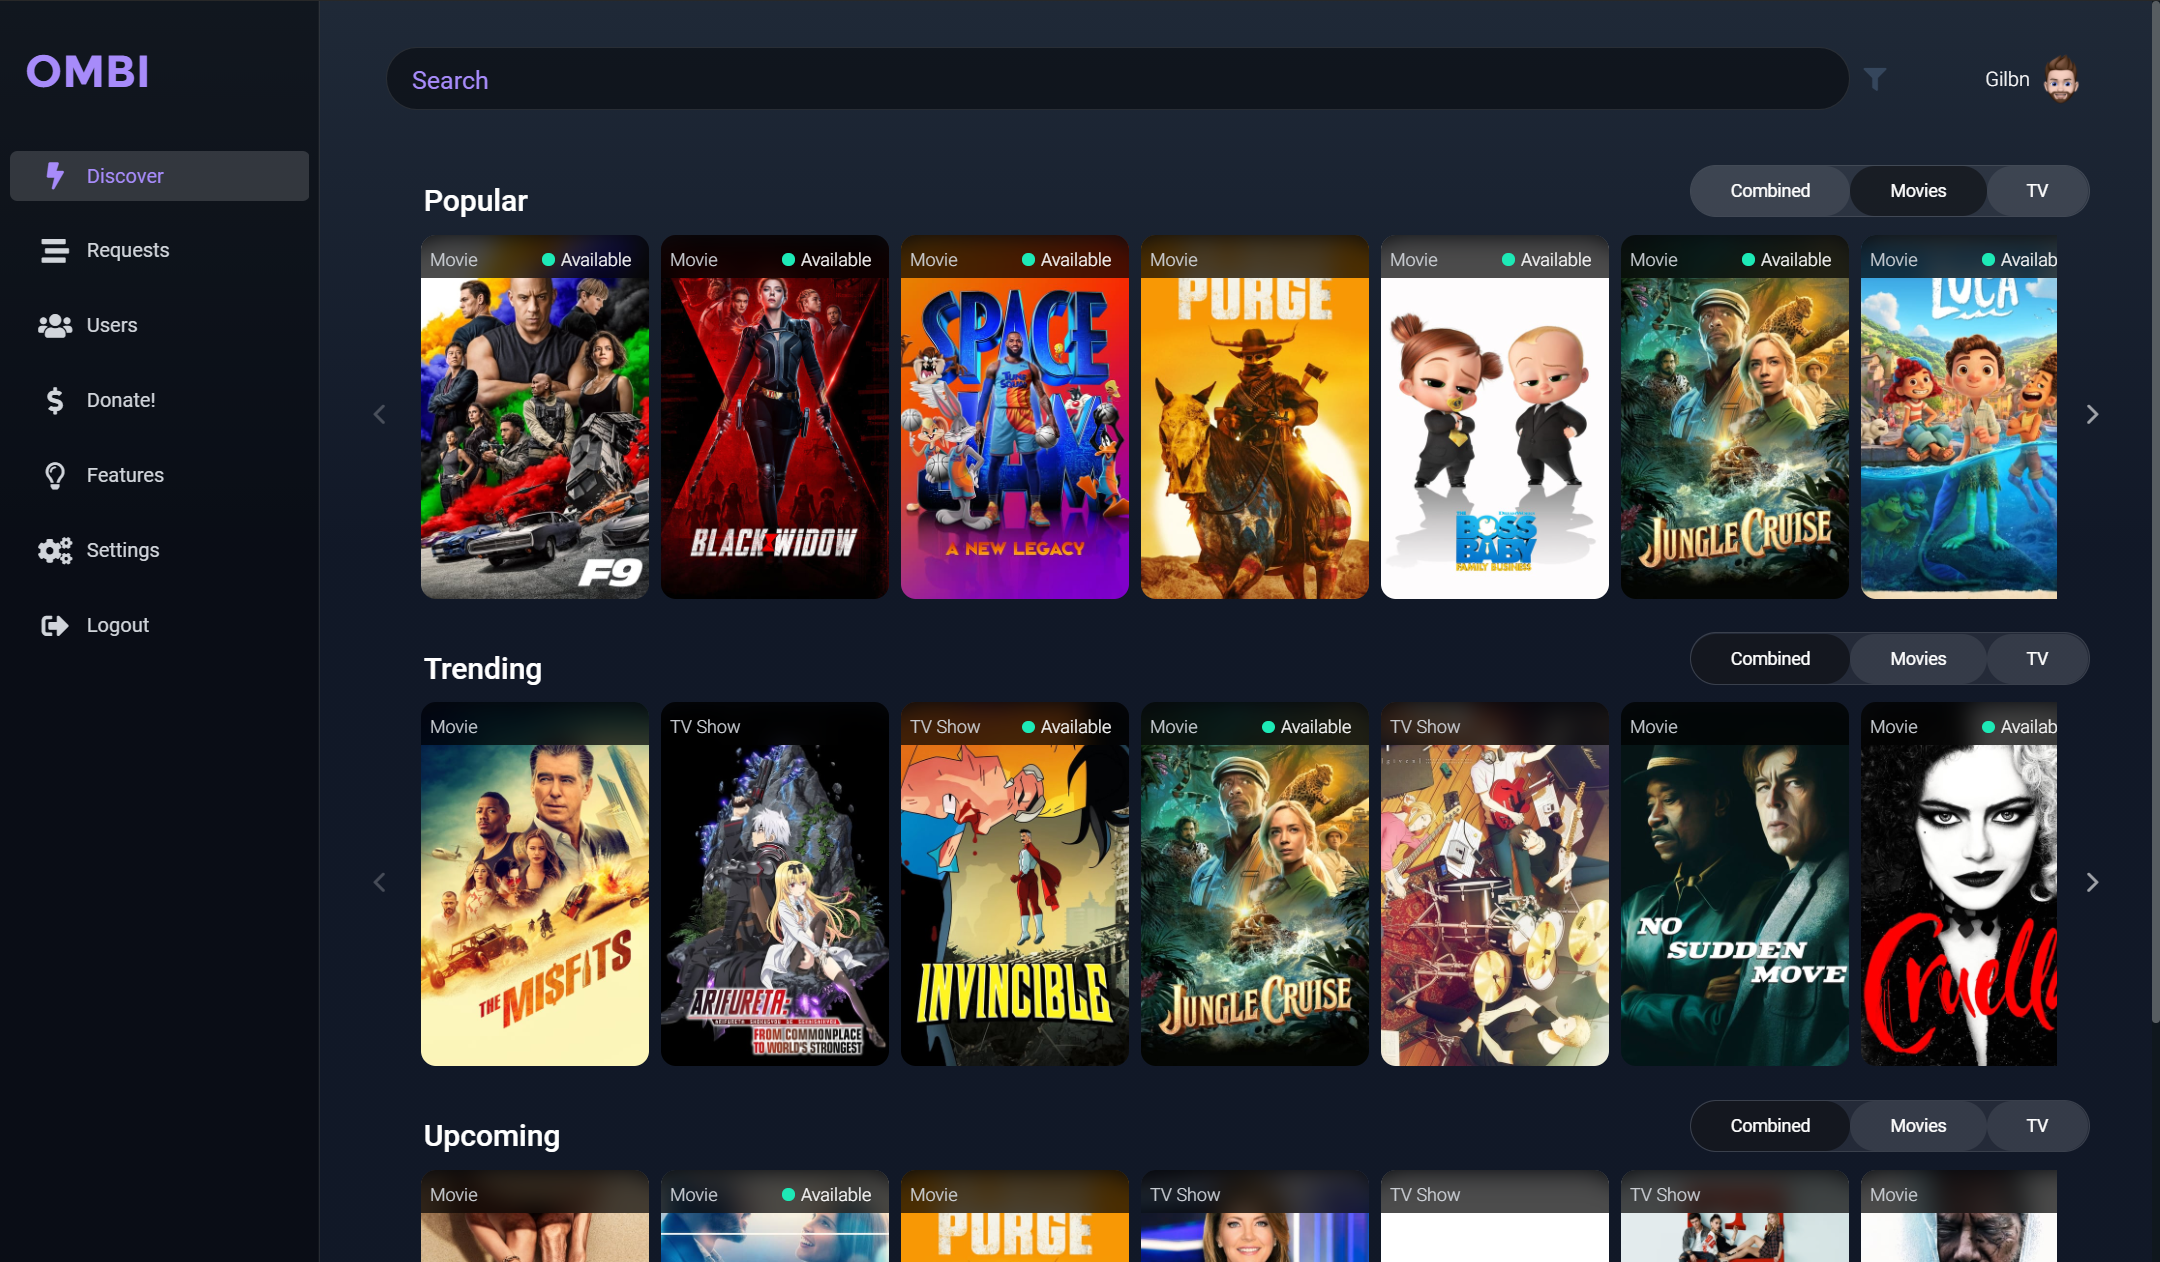 OMBI
Search
Gilbn
Discover
Requests
Users
Donate!
Features
Settings
Logout
Popular
Combined Movies TV
Movie Available
F9
Movie Available
BLACK WIDOW
Movie Available
SPACE
JAM
TUNE SQUAD
A NEW LEGACY
Movie
PURGE
Movie Available
THE
BOSS
BABY
FAMILY BUSINESS
Movie Available
JUNGLE CRUISE
Movie Availab
LUCA
Trending
Combined Movies TV
Movie
THE MISFITS
TV Show
ARIFURETA:
FROM COMMONPLACE
TO WORLD'S STRONGEST
TV Show Available
INVINCIBLE
Movie Available
JUNGLE CRUISE
TV Show
Movie
NO
SUDDEN
MOVE
Movie Availab
Cruella
Upcoming
Combined Movies TV
Movie
Movie Available
Movie
PURGE
TV Show
TV Show
TV Show
Movie